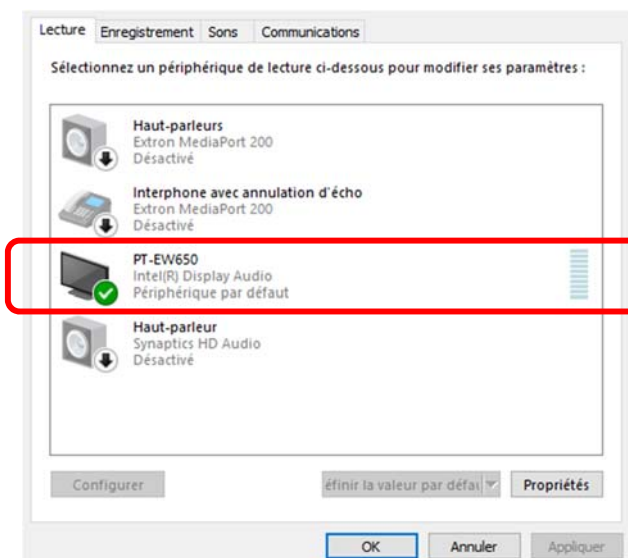 Lecture Enregistrement Sons Communications
Sélectionnez un périphérique de lecture ci-dessous pour modifier ses paramètres :
Haut-parleurs
Extron MediaPort 200
Désactivé
Interphone avec annulation d'écho
Extron MediaPort 200
Désactivé
PT-EW650
Intel(R) Display Audio
Périphérique par défaut
Haut-parleur
Synaptics HD Audio
Désactivé
Configurer éfinir la valeur par défau Propriétés
OK Annuler Appliquer